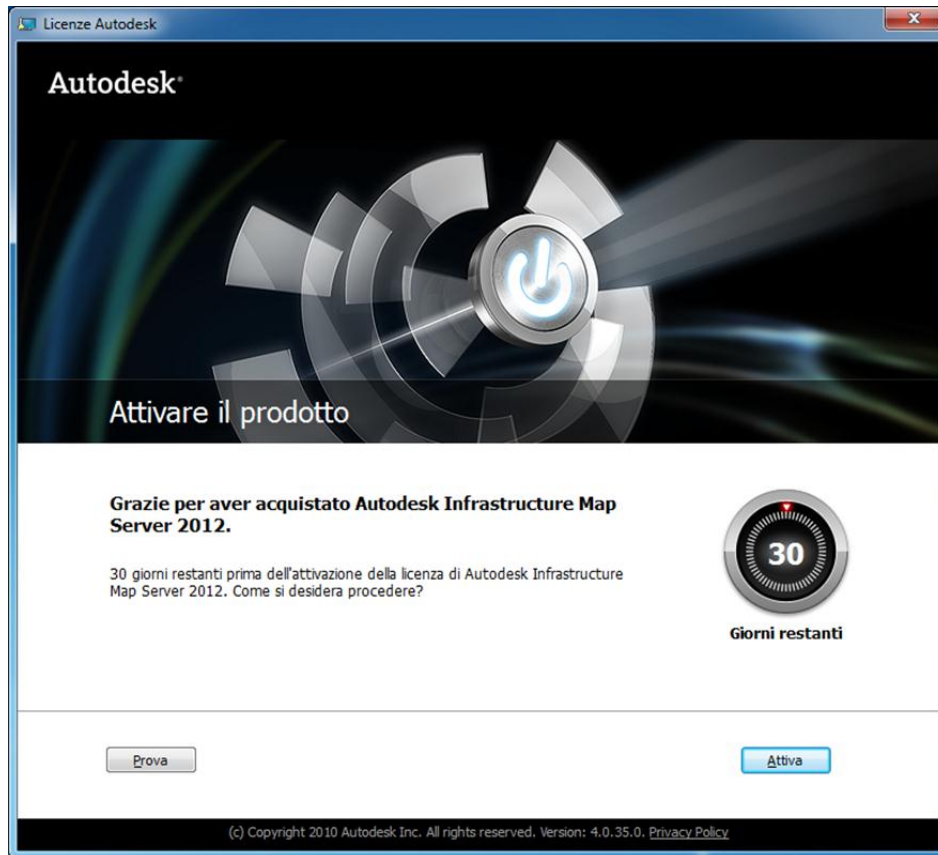 Licenze Autodesk
Autodesk®
Attivare il prodotto
Grazie per aver acquistato Autodesk Infrastructure Map
Server 2012.
30 giorni restanti prima dell'attivazione della licenza di Autodesk Infrastructure
Map Server 2012. Come si desidera procedere?
30
Giorni restanti
Prova
Attiva
(c) Copyright 2010 Autodesk Inc. All rights reserved. Version: 4.0.35.0. Privacy Policy